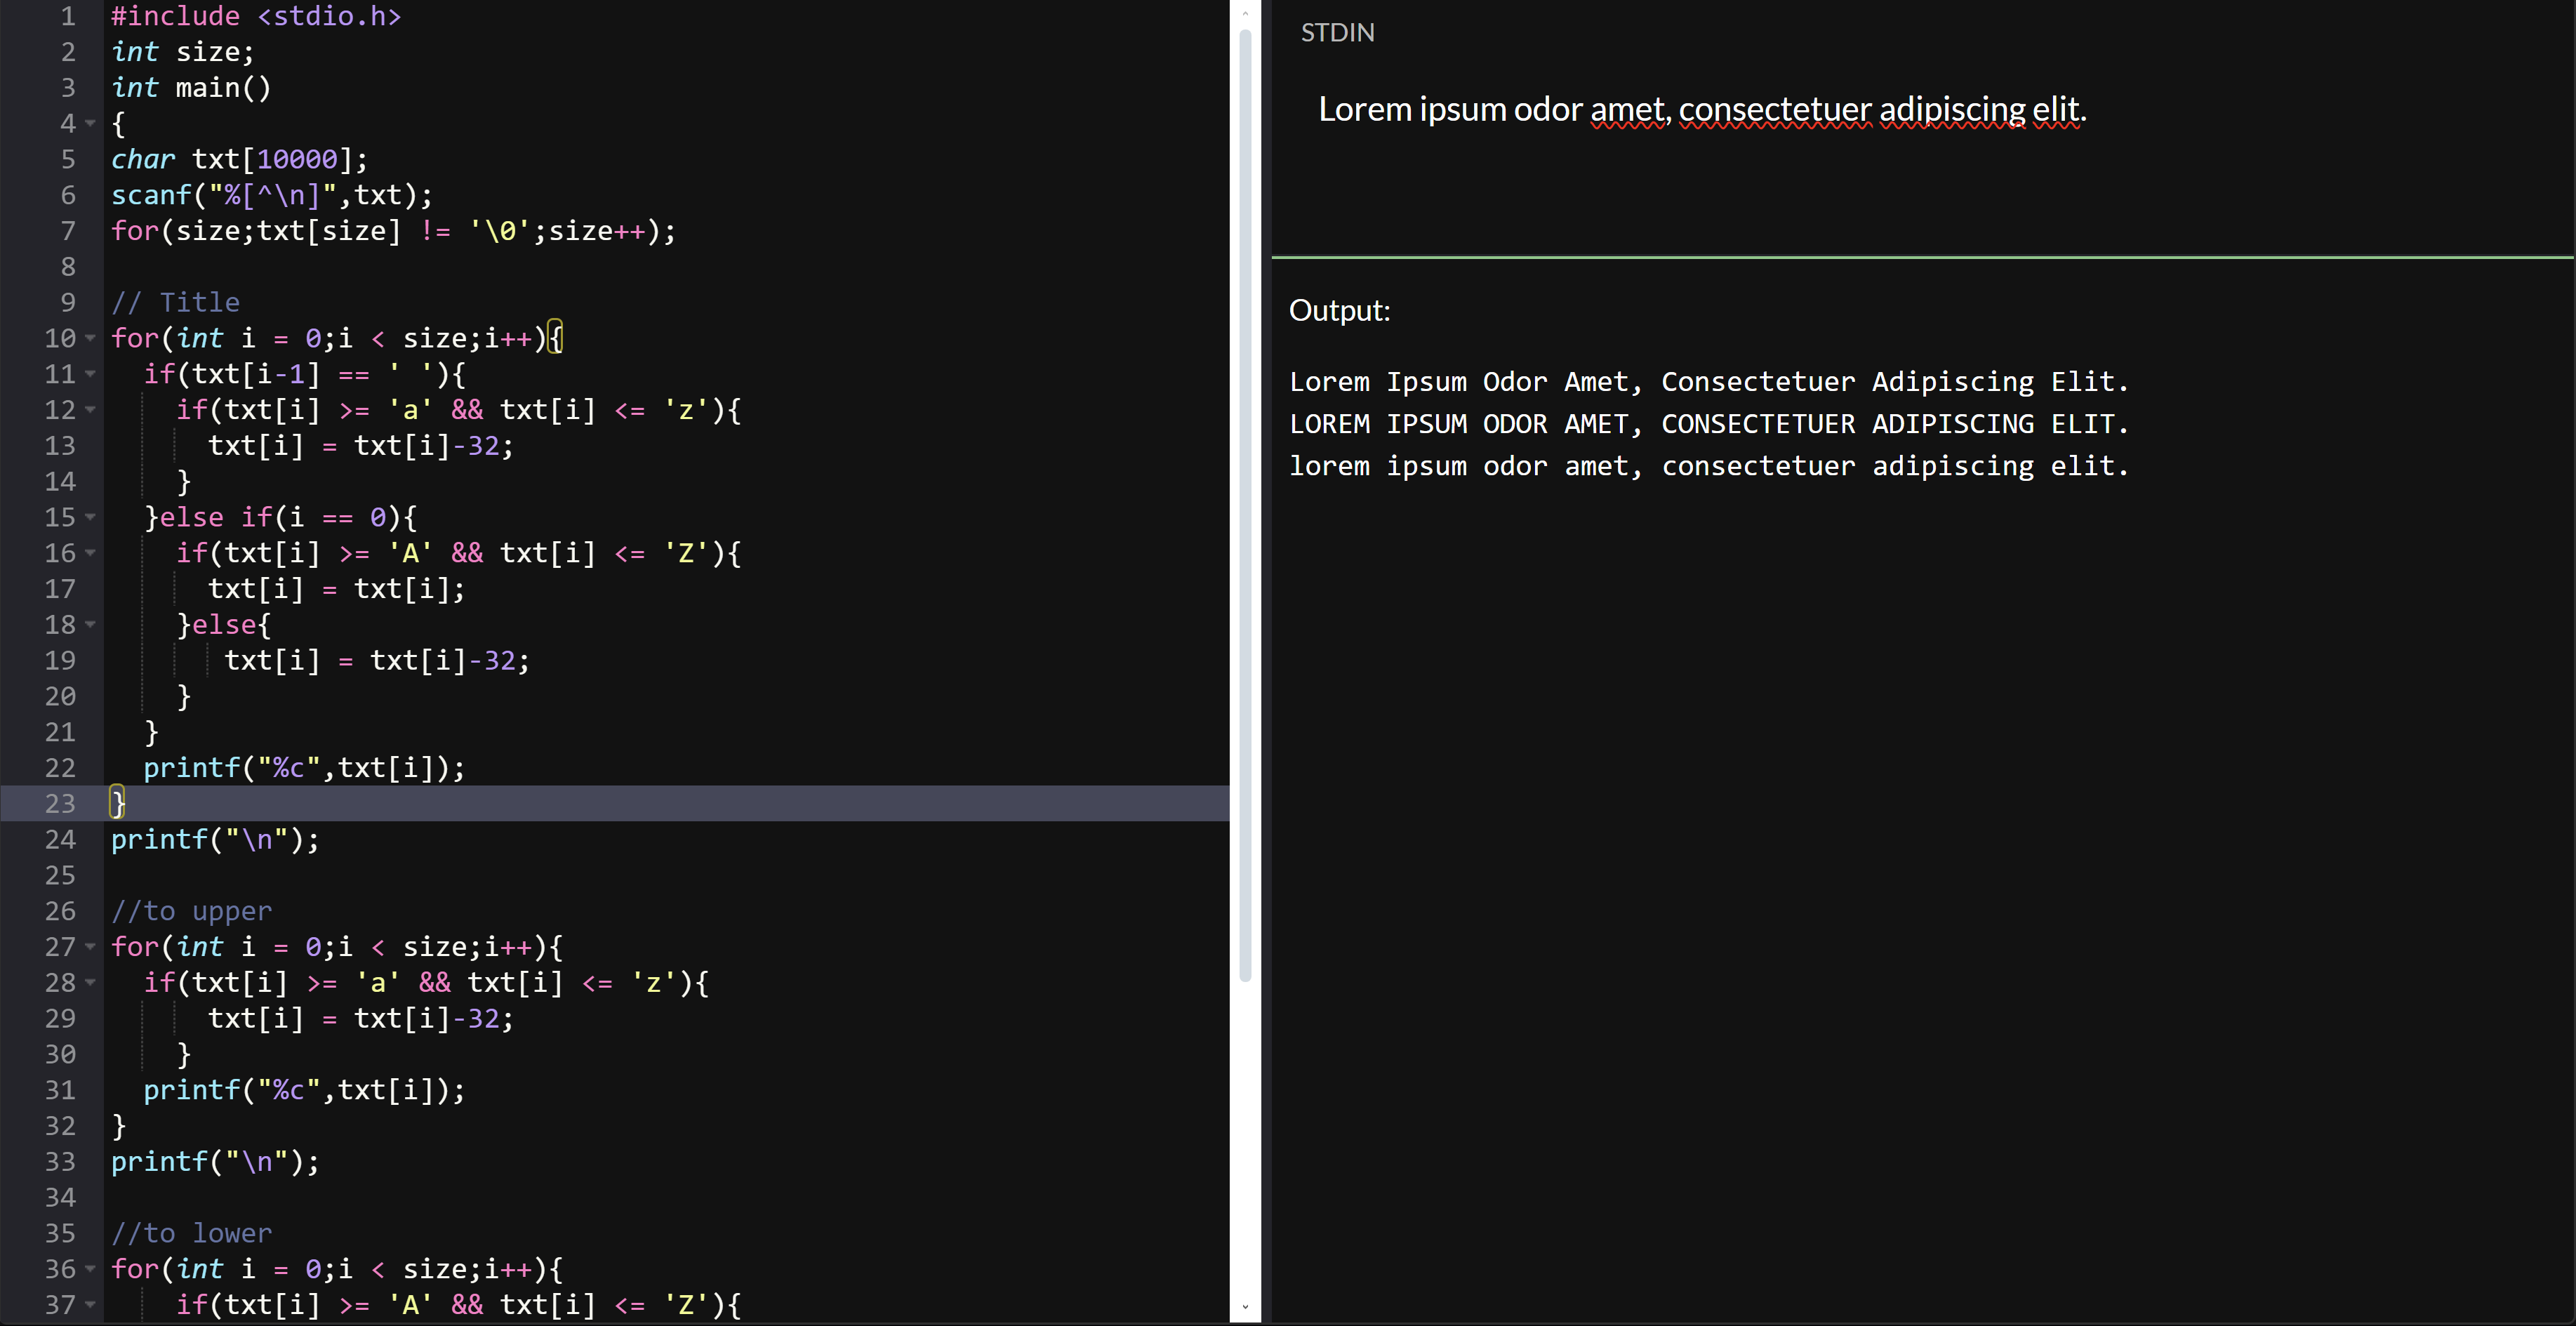 1 #include <stdio.h>
2 int size;
3 int main()
4 {
5 char txt[10000];
6 scanf("%[^\n]",txt);
7 for(size;txt[size] != '\0';size++);
8
9 // Title
10 for(int i = 0;i < size;i++){
11   if(txt[i-1] == ' '){
12     if(txt[i] >= 'a' && txt[i] <= 'z'){
13       txt[i] = txt[i]-32;
14     }
15   }else if(i == 0){
16     if(txt[i] >= 'A' && txt[i] <= 'Z'){
17       txt[i] = txt[i];
18     }else{
19        txt[i] = txt[i]-32;
20     }
21   }
22   printf("%c",txt[i]);
23 }
24 printf("\n");
25
26 //to upper
27 for(int i = 0;i < size;i++){
28   if(txt[i] >= 'a' && txt[i] <= 'z'){
29       txt[i] = txt[i]-32;
30     }
31   printf("%c",txt[i]);
32 }
33 printf("\n");
34
35 //to lower
36 for(int i = 0;i < size;i++){
37     if(txt[i] >= 'A' && txt[i] <= 'Z'){
STDIN
Lorem ipsum odor amet, consectetuer adipiscing elit.
Output:
Lorem Ipsum Odor Amet, Consectetuer Adipiscing Elit.
LOREM IPSUM ODOR AMET, CONSECTETUER ADIPISCING ELIT.
lorem ipsum odor amet, consectetuer adipiscing elit.